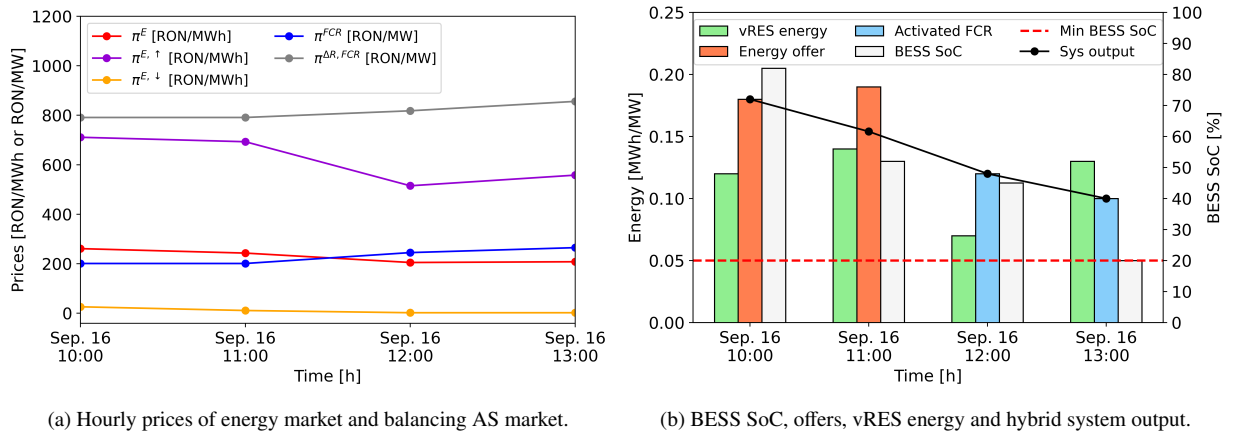 1200
1000
800
600
400
200
0
Prices [RON/MWh or RON/MW]
π^E [RON/MWh]
π^{E, ↑} [RON/MWh]
π^{E, ↓} [RON/MWh]
π^{FCR} [RON/MW]
π^{ΔR, FCR} [RON/MW]
Sep. 16
10:00
Sep. 16
11:00
Sep. 16
12:00
Sep. 16
13:00
Time [h]
(a) Hourly prices of energy market and balancing AS market.
0.25
0.20
0.15
0.10
0.05
0.00
Energy [MWh/MW]
vRES energy
Energy offer
Activated FCR
BESS SoC
Min BESS SoC
Sys output
100
90
80
70
60
50
40
30
20
10
0
BESS SoC [%]
Sep. 16
10:00
Sep. 16
11:00
Sep. 16
12:00
Sep. 16
13:00
Time [h]
(b) BESS SoC, offers, vRES energy and hybrid system output.